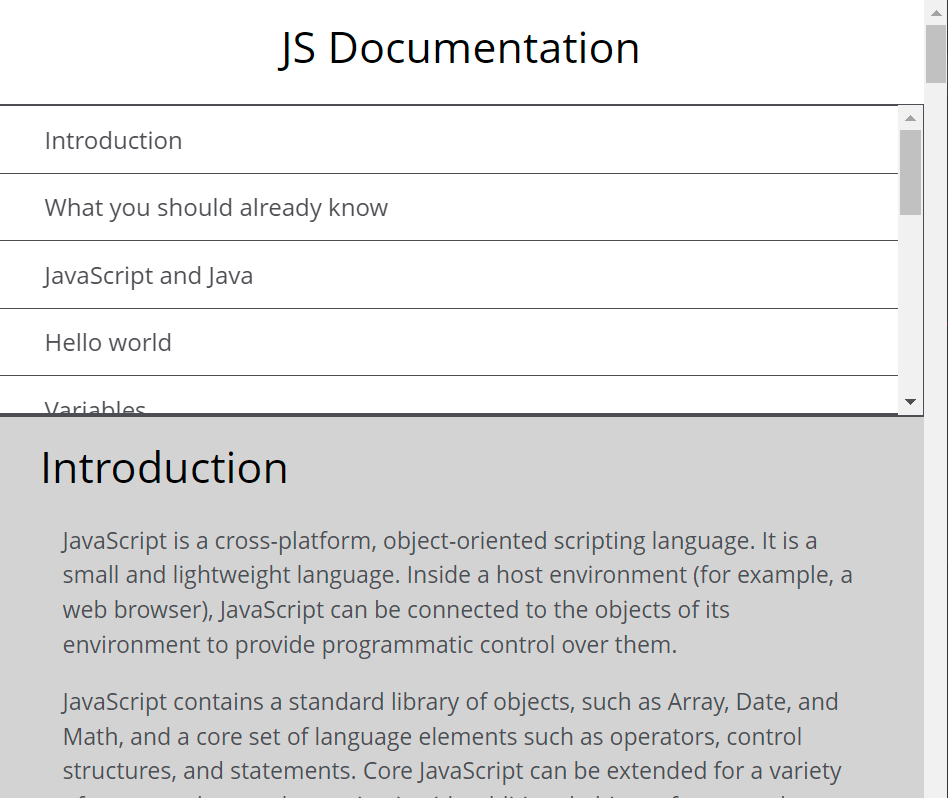 JS Documentation
Introduction
What you should already know
JavaScript and Java
Hello world
Variables
Introduction
JavaScript is a cross-platform, object-oriented scripting language. It is a
small and lightweight language. Inside a host environment (for example, a
web browser), JavaScript can be connected to the objects of its
environment to provide programmatic control over them.
JavaScript contains a standard library of objects, such as Array, Date, and
Math, and a core set of language elements such as operators, control
structures, and statements. Core JavaScript can be extended for a variety